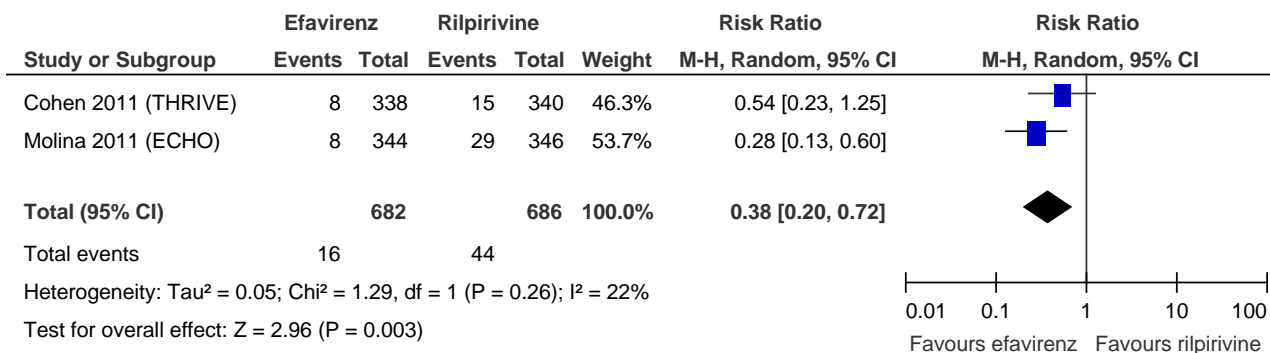 Efavirenz Rilpirivine Risk Ratio Risk Ratio
Study or Subgroup Events Total Events Total Weight M-H, Random, 95% CI M-H, Random, 95% CI
Cohen 2011 (THRIVE) 8 338 15 340 46.3% 0.54 [0.23, 1.25]
Molina 2011 (ECHO) 8 344 29 346 53.7% 0.28 [0.13, 0.60]
Total (95% CI) 682 686 100.0% 0.38 [0.20, 0.72]
Total events 16 44
Heterogeneity: Tau² = 0.05; Chi² = 1.29, df = 1 (P = 0.26); I² = 22%
Test for overall effect: Z = 2.96 (P = 0.003)
0.01 0.1 1 10 100
Favours efavirenz Favours rilpirivine